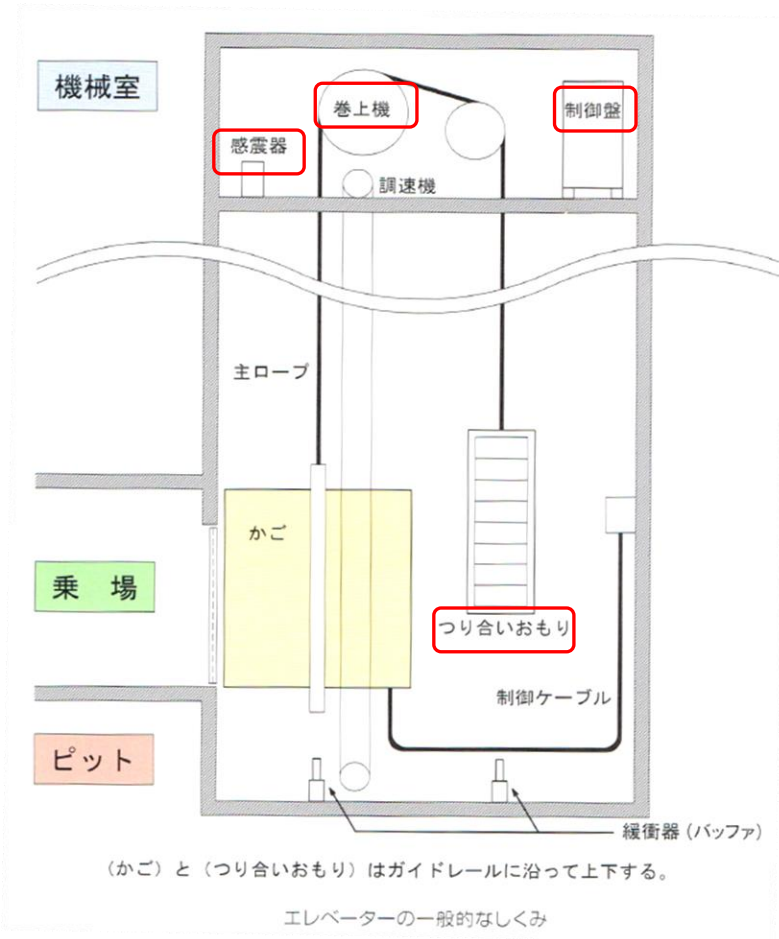 機械室
巻上機
制御盤
感震器
調速機
主ロープ
かご
乗 場
つり合いおもり
制御ケーブル
ピット
緩衝器(バッファ)
(かご)と(つり合いおもり)はガイドレールに沿って上下する。
エレベーターの一般的なしくみ